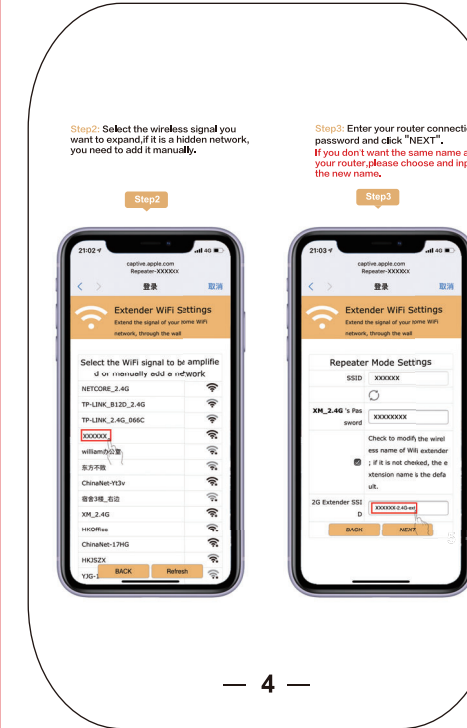 Step2: Select the wireless signal you
want to expand,if it is a hidden network,
you need to add it manually.
Step2
21:02
4G
captive.apple.com
Repeater-XXXXXX
登录
取消
Extender WiFi Settings
Extend the signal of your some WiFi
network, through the wall
Select the WiFi signal to be amplifie
d or manually add a network
NETCORE_2.4G
TP-LINK_B12D_2.4G
TP-LINK_2.4G_066C
XXXXXX
william办公室
东方不败
ChinaNet-Yt3v
宿舍3楼_右边
XM_2.4G
HKOffice
ChinaNet-17HG
HKJSZX
YJG-
BACK
Refresh
Step3: Enter your router connecti
password and click "NEXT".
If you don't want the same name a
your router,please choose and inp
the new name.
Step3
21:03
4G
captive.apple.com
Repeater-XXXXXX
登录
取消
Extender WiFi Settings
Extend the signal of your some WiFi
network, through the wall
Repeater Mode Settings
SSID
XXXXXX
XM_2.4G 's Pas
sword
XXXXXXXX
Check to modify the wirel
ess name of Wifi extender
; if it is not checked, the e
xtension name is the defa
ult.
2G Extender SSI
D
XXXXXX-2.4G-ext
BACK
NEXT
— 4 —